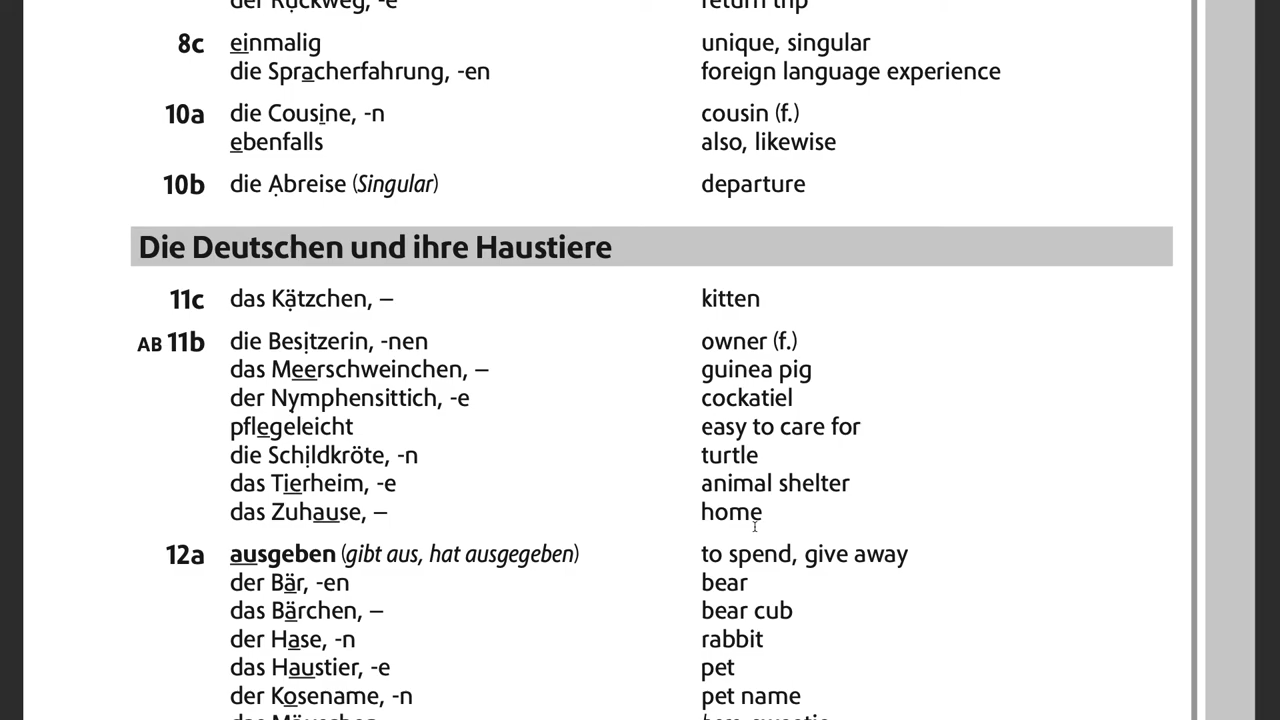 der Rückweg, -e return trip
8c einmalig unique, singular
die Spracherfahrung, -en foreign language experience
10a die Cousine, -n cousin (f.)
ebenfalls also, likewise
10b die Abreise (Singular) departure
Die Deutschen und ihre Haustiere
11c das Kätzchen, – kitten
AB 11b die Besitzerin, -nen owner (f.)
das Meerschweinchen, – guinea pig
der Nymphensittich, -e cockatiel
pflegeleicht easy to care for
die Schildkröte, -n turtle
das Tierheim, -e animal shelter
das Zuhause, – home
12a ausgeben (gibt aus, hat ausgegeben) to spend, give away
der Bär, -en bear
das Bärchen, – bear cub
der Hase, -n rabbit
das Haustier, -e pet
der Kosename, -n pet name